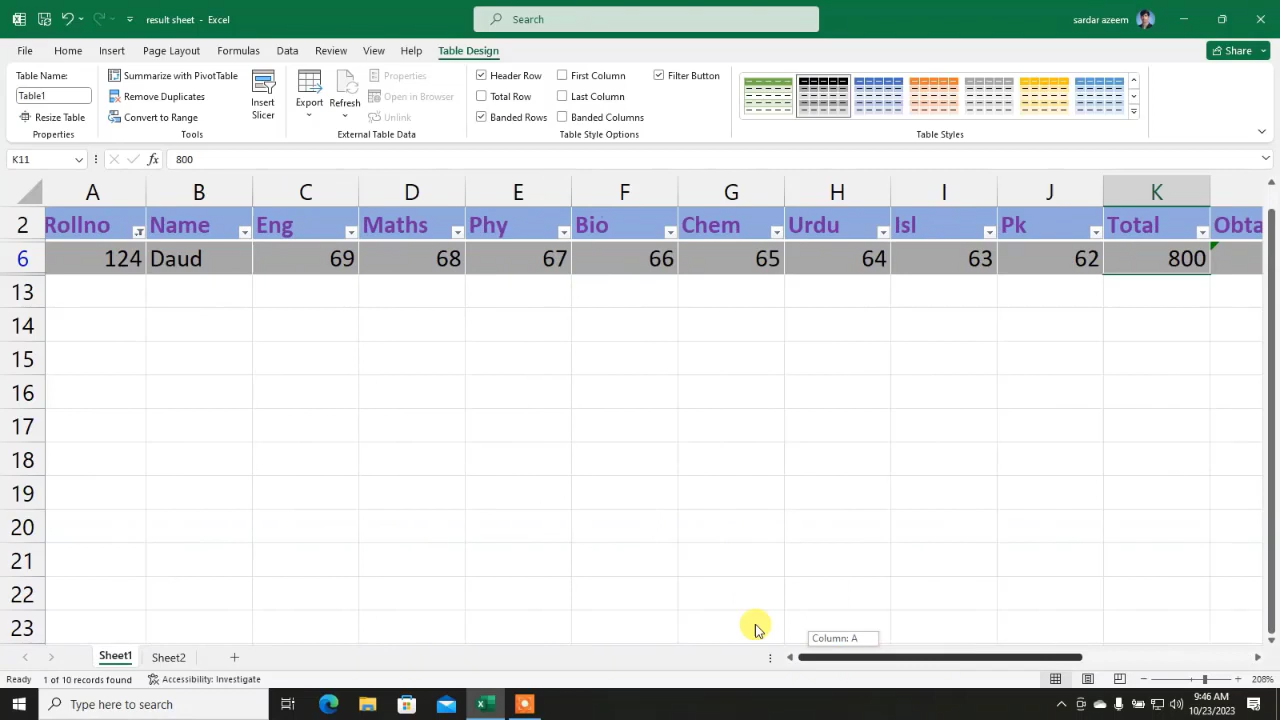 result sheet - Excel
Search
sardar azeem
File Home Insert Page Layout Formulas Data Review View Help Table Design
Share
Table Name:
Table1
Resize Table
Properties
Summarize with PivotTable
Remove Duplicates
Convert to Range
Tools
Insert Slicer
Export
Refresh
Properties
Open in Browser
Unlink
External Table Data
Header Row First Column Filter Button
Total Row Last Column
Banded Rows Banded Columns
Table Style Options
Table Styles
K11 fx 800
A B C D E F G H I J K
2 Rollno Name Eng Maths Phy Bio Chem Urdu Isl Pk Total Obta
6 124 Daud 69 68 67 66 65 64 63 62 800
13
14
15
16
17
18
19
20
21
22
23
Column: A
Sheet1 Sheet2
Ready 1 of 10 records found Accessibility: Investigate 208%
Type here to search
9:46 AM
10/23/2023